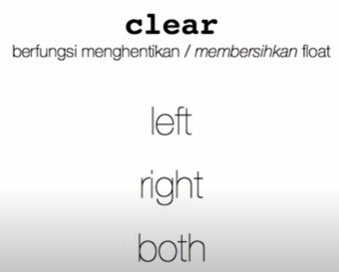 clear
berfungsi menghentikan / membersihkan float
left
right
both